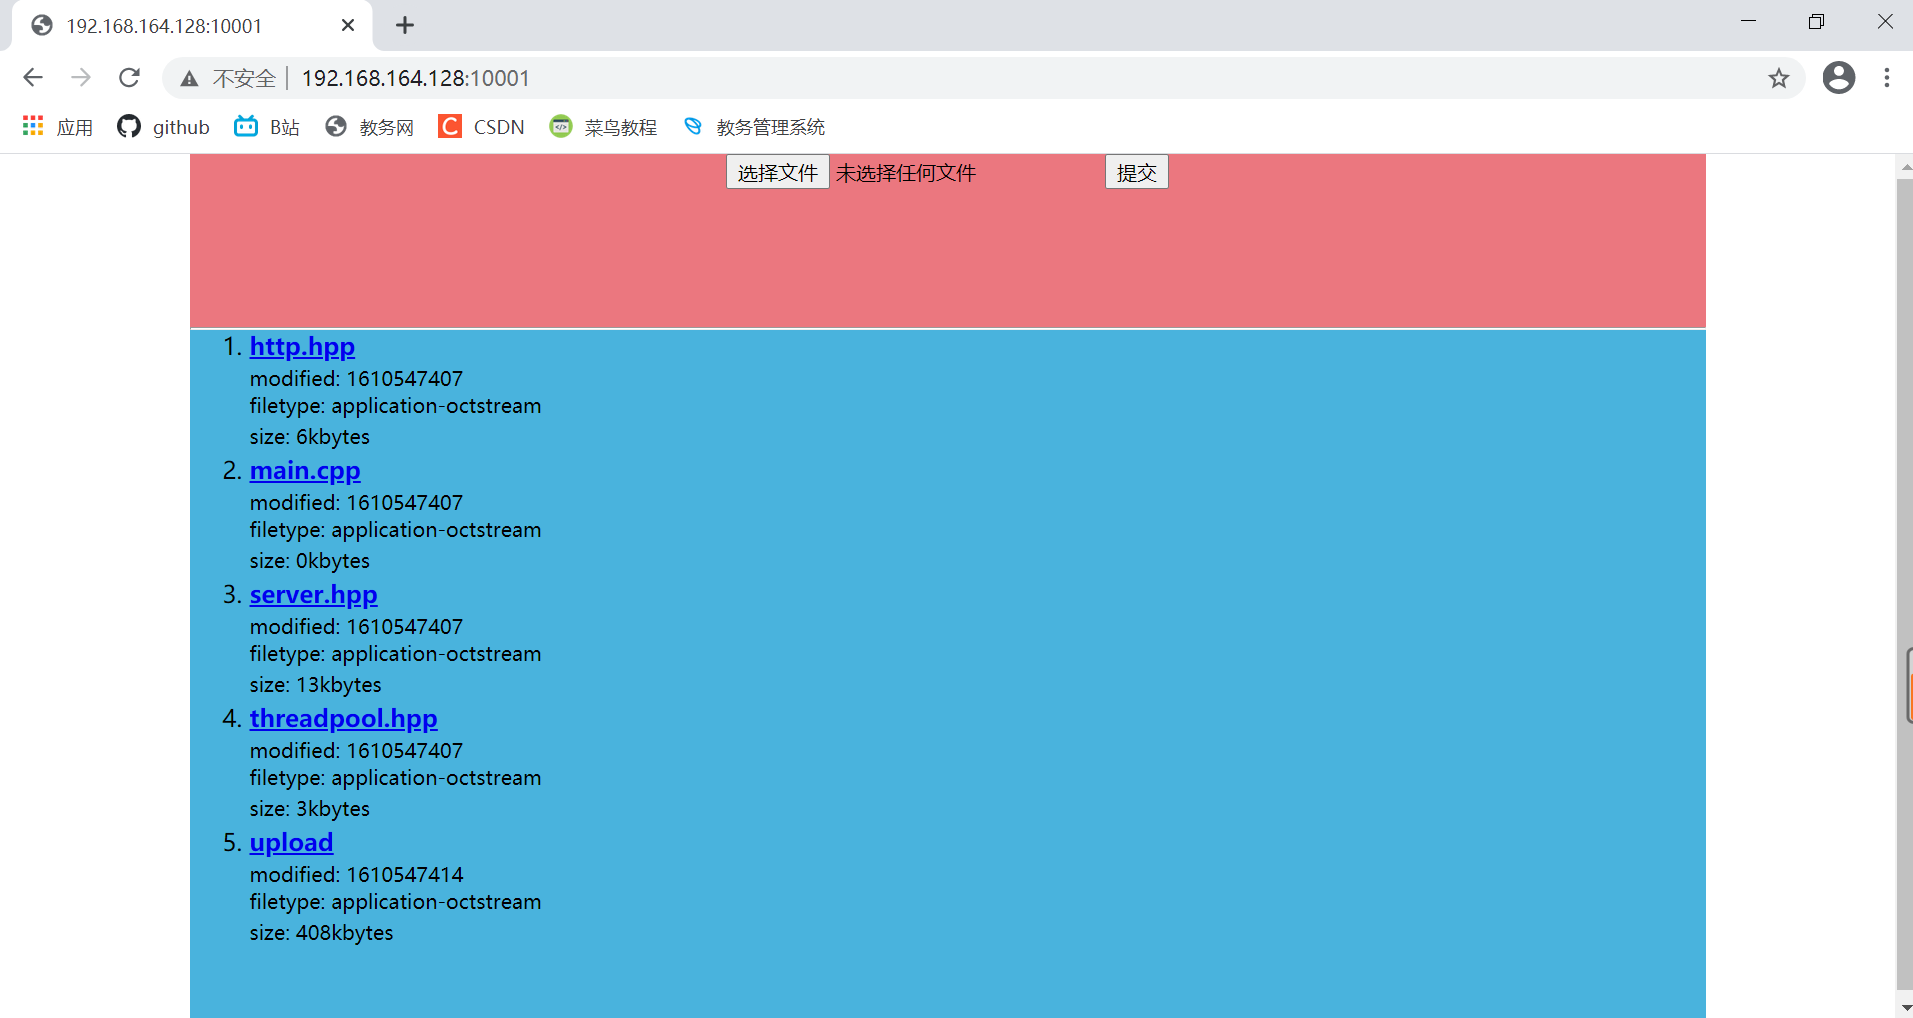 192.168.164.128:10001
不安全 192.168.164.128:10001
应用 github B站 教务网 CSDN 菜鸟教程 教务管理系统
选择文件 未选择任何文件 提交
1. http.hpp
modified: 1610547407
filetype: application-octstream
size: 6kbytes
2. main.cpp
modified: 1610547407
filetype: application-octstream
size: 0kbytes
3. server.hpp
modified: 1610547407
filetype: application-octstream
size: 13kbytes
4. threadpool.hpp
modified: 1610547407
filetype: application-octstream
size: 3kbytes
5. upload
modified: 1610547414
filetype: application-octstream
size: 408kbytes